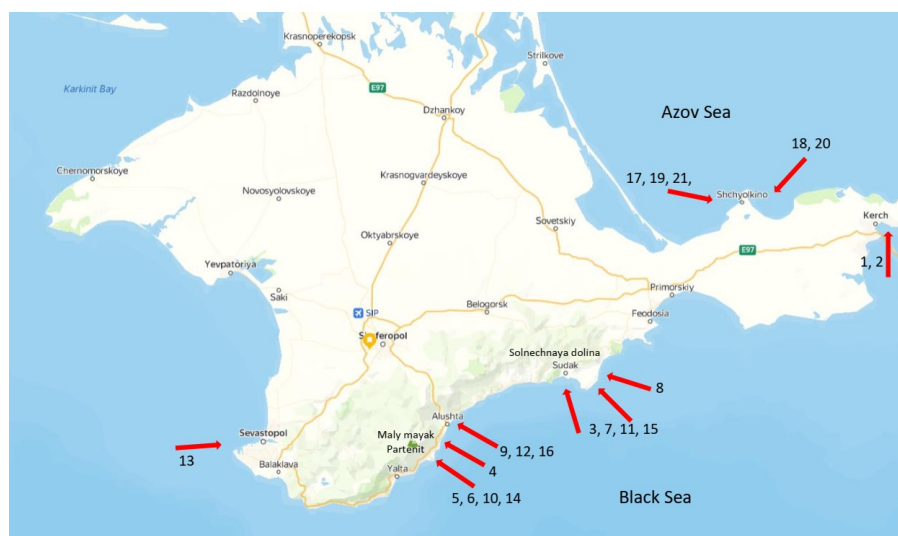 Krasnoperekopsk
Strilkove
Karkinit Bay
Razdolnoye
E97
Dzhankoy
Azov Sea
18, 20
Chernomorskoye
Krasnogvardeyskoye
17, 19, 21,
Shchyolkino
Novosyolovskoye
Kerch
Oktyabrskoye
Sovetskiy
E97
1, 2
Yevpatoriya
Saki
Primorskiy
Belogorsk
SIP
Feodosia
Simferopol
Solnechnaya dolina
Sudak
8
Alushta
3, 7, 11, 15
Sevastopol
Maly mayak
Partenit
9, 12, 16
13
Balaklava
Yalta
4
5, 6, 10, 14
Black Sea